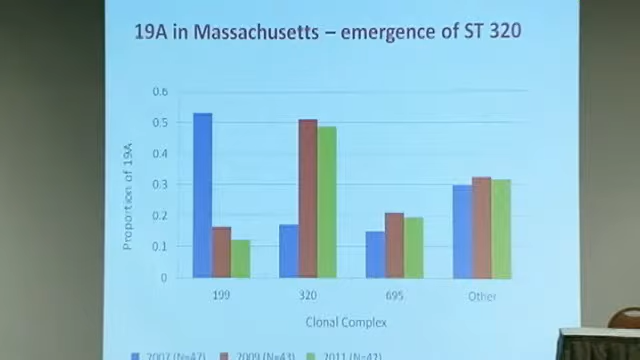 19A in Massachusetts – emergence of ST 320
0.6
0.5
0.4
0.3
0.2
0.1
0
Proportion of 19A
199 320 695 Other
Clonal Complex
2007 (N=47) 2009 (N=43) 2011 (N=42)